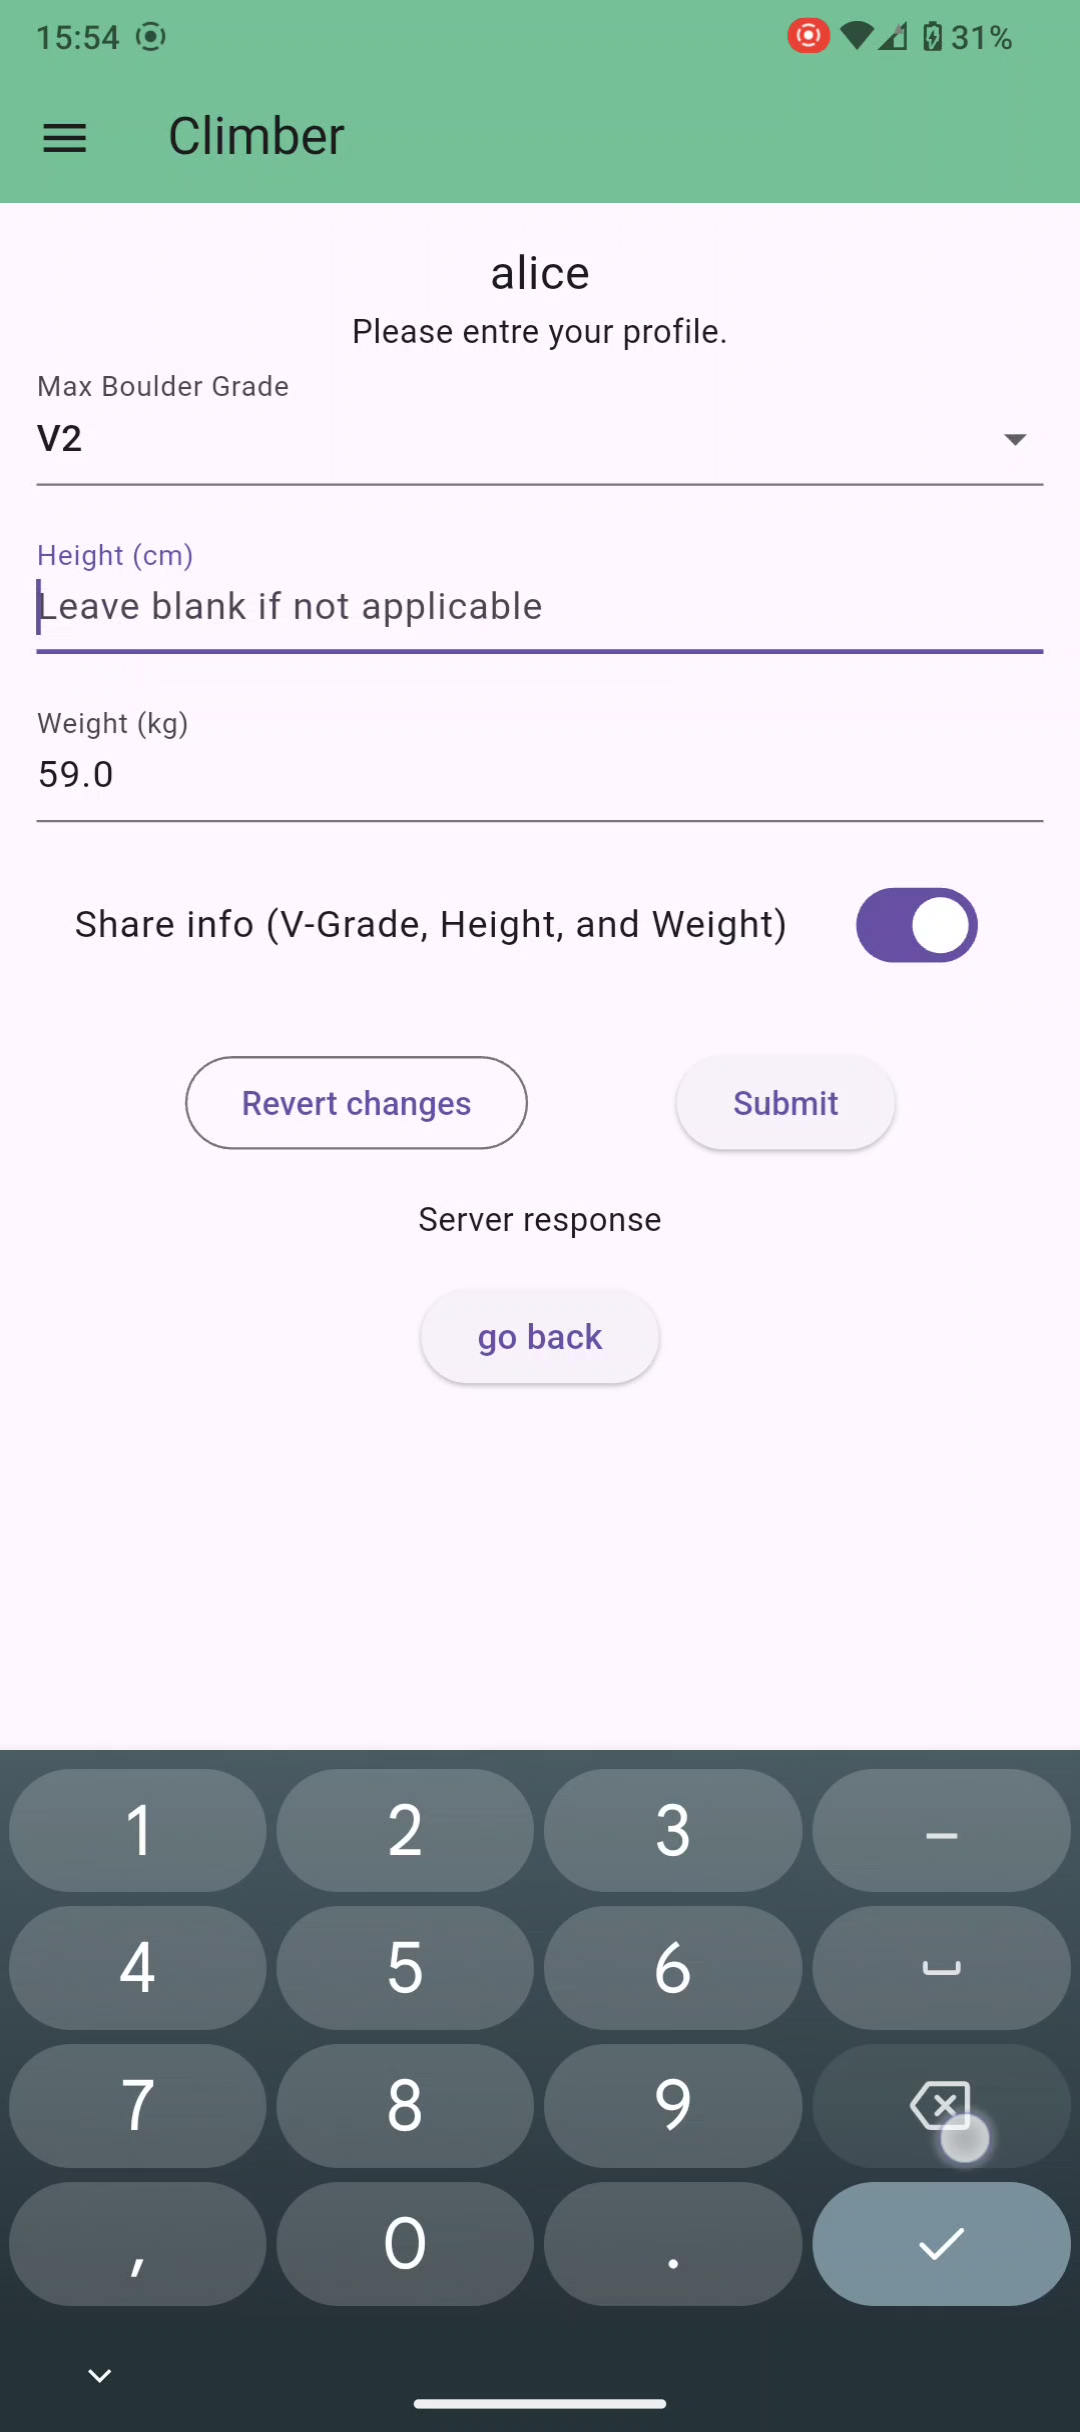 15:54 31%
Climber
alice
Please entre your profile.
Max Boulder Grade
V2
Height (cm)
Leave blank if not applicable
Weight (kg)
59.0
Share info (V-Grade, Height, and Weight)
Revert changes Submit
Server response
go back
1 2 3 –
4 5 6
7 8 9
, 0 .